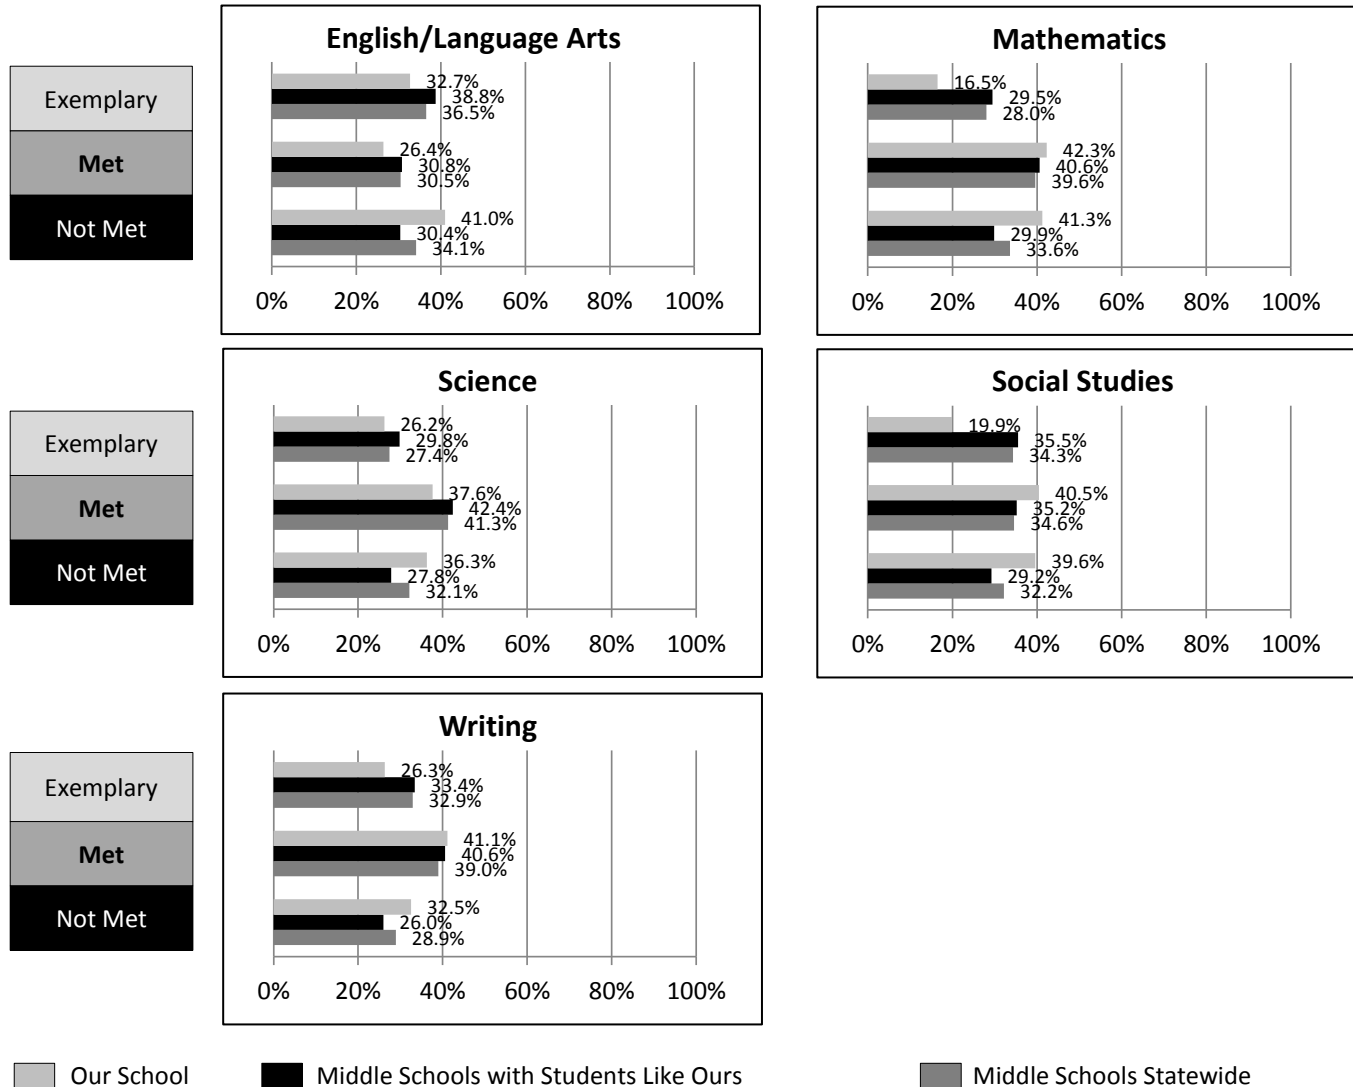 English/Language Arts
Exemplary
Met
Not Met
32.7%
38.8%
36.5%
26.4%
30.8%
30.5%
41.0%
30.4%
34.1%
0% 20% 40% 60% 80% 100%
Mathematics
16.5%
29.5%
28.0%
42.3%
40.6%
39.6%
41.3%
29.9%
33.6%
0% 20% 40% 60% 80% 100%
Science
Exemplary
Met
Not Met
26.2%
29.8%
27.4%
37.6%
42.4%
41.3%
36.3%
27.8%
32.1%
0% 20% 40% 60% 80% 100%
Social Studies
19.9%
35.5%
34.3%
40.5%
35.2%
34.6%
39.6%
29.2%
32.2%
0% 20% 40% 60% 80% 100%
Writing
Exemplary
Met
Not Met
26.3%
33.4%
32.9%
41.1%
40.6%
39.0%
32.5%
26.0%
28.9%
0% 20% 40% 60% 80% 100%
Our School Middle Schools with Students Like Ours Middle Schools Statewide